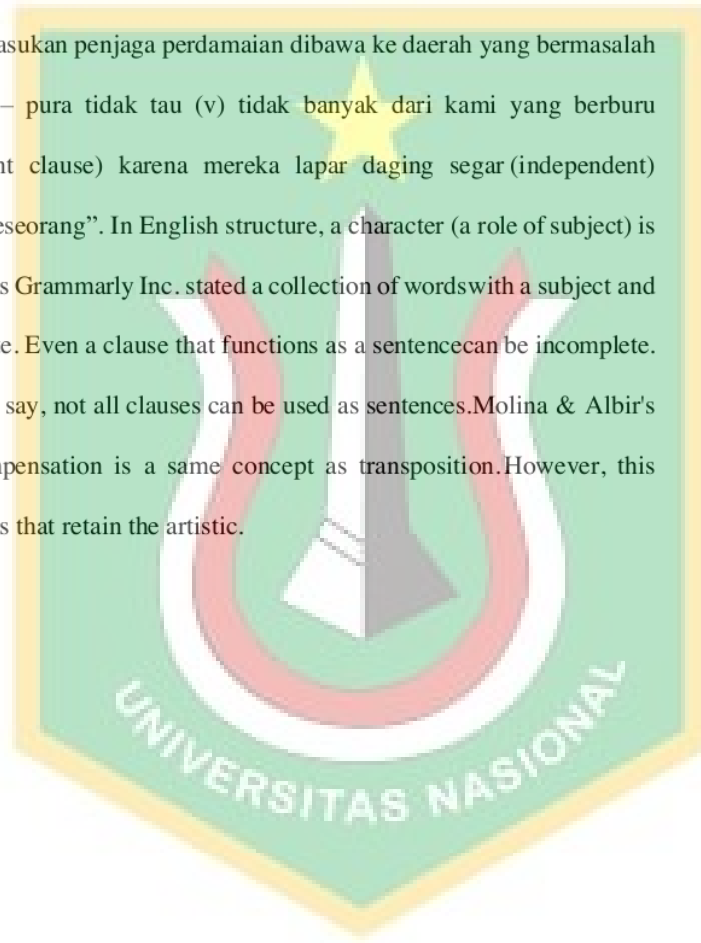 asukan penjaga perdamaian dibawa ke daerah yang bermasalah
– pura tidak tau (v) tidak banyak dari kami yang berburu
nt clause) karena mereka lapar daging segar (independent)
eseorang”. In English structure, a character (a role of subject) is
s Grammarly Inc. stated a collection of wordswith a subject and
e. Even a clause that functions as a sentencecan be incomplete.
say, not all clauses can be used as sentences.Molina & Albir's
mpensation is a same concept as transposition.However, this
s that retain the artistic.
UNIVERSITAS NASIONAL